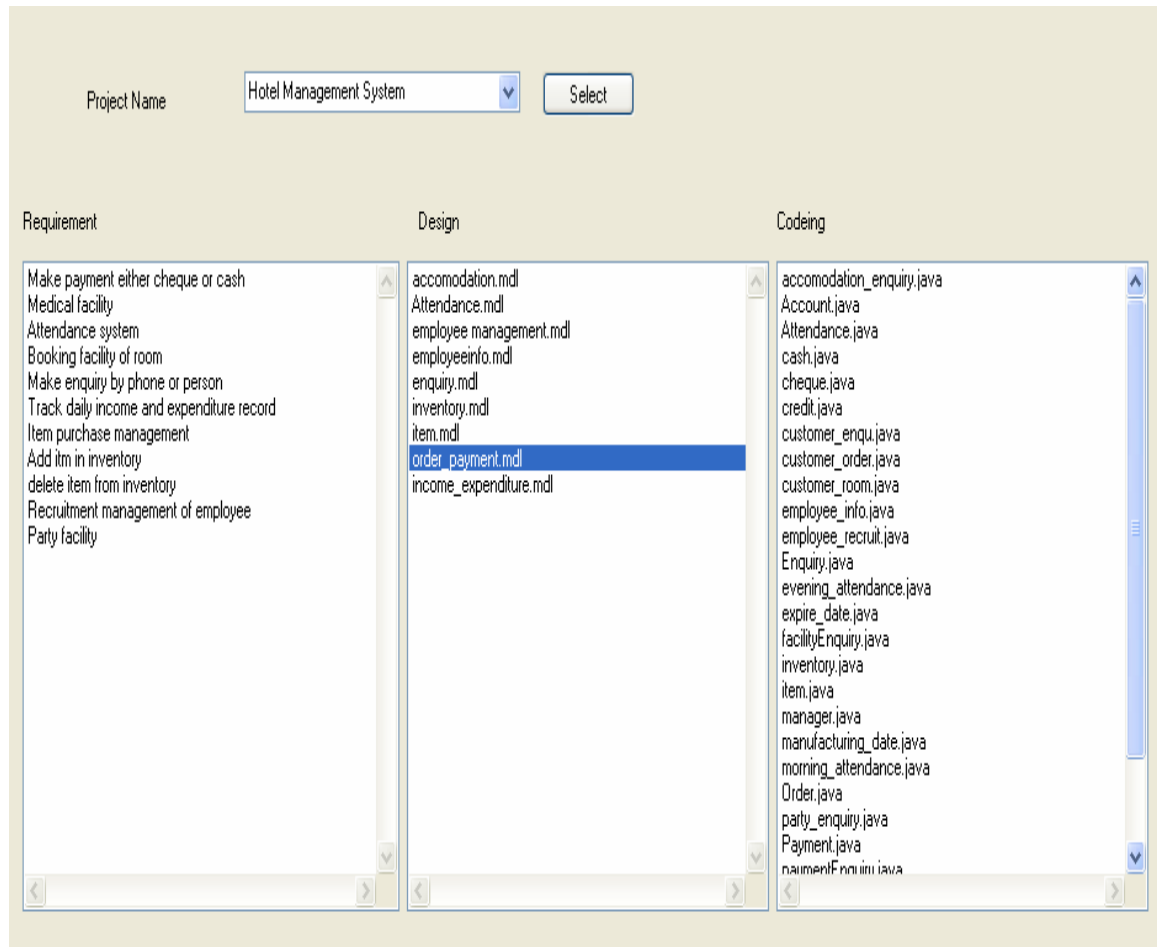 Project Name
Hotel Management System
Select
Requirement
Design
Codeing
Make payment either cheque or cash
Medical facility
Attendance system
Booking facility of room
Make enquiry by phone or person
Track daily income and expenditure record
Item purchase management
Add itm in inventory
delete item from inventory
Recruitment management of employee
Party facility
accomodation.mdl
Attendance.mdl
employee management.mdl
employeeinfo.mdl
enquiry.mdl
inventory.mdl
item.mdl
order_payment.mdl
income_expenditure.mdl
accomodation_enquiry.java
Account.java
Attendance.java
cash.java
cheque.java
credit.java
customer_enqu.java
customer_order.java
customer_room.java
employee_info.java
employee_recruit.java
Enquiry.java
evening_attendance.java
expire_date.java
facilityEnquiry.java
inventory.java
item.java
manager.java
manufacturing_date.java
morning_attendance.java
Order.java
party_enquiry.java
Payment.java